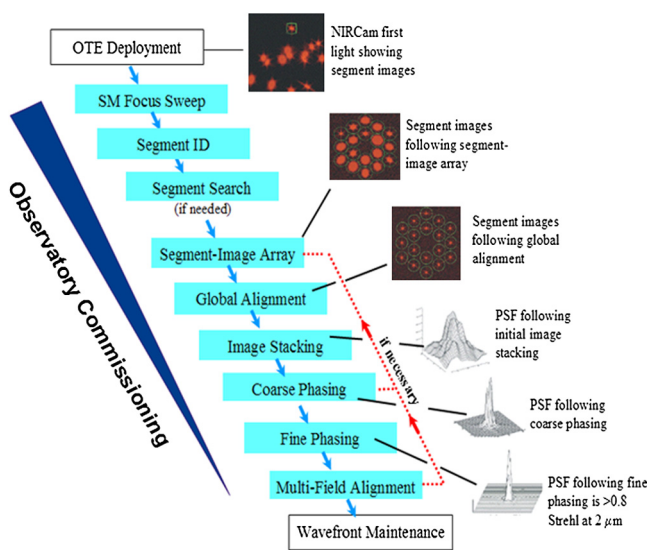 OTE Deployment
NIRCam first
light showing
segment images
SM Focus Sweep
Segment ID
Segment Search
(if needed)
Segment images
following segment-
image array
Segment-Image Array
Segment images
following global
alignment
Global Alignment
Image Stacking
PSF following
initial image
stacking
if necessary
Coarse Phasing
PSF following
coarse phasing
Fine Phasing
Multi-Field Alignment
PSF following fine
phasing is >0.8
Strehl at 2 μm
Wavefront Maintenance
Observatory Commissioning